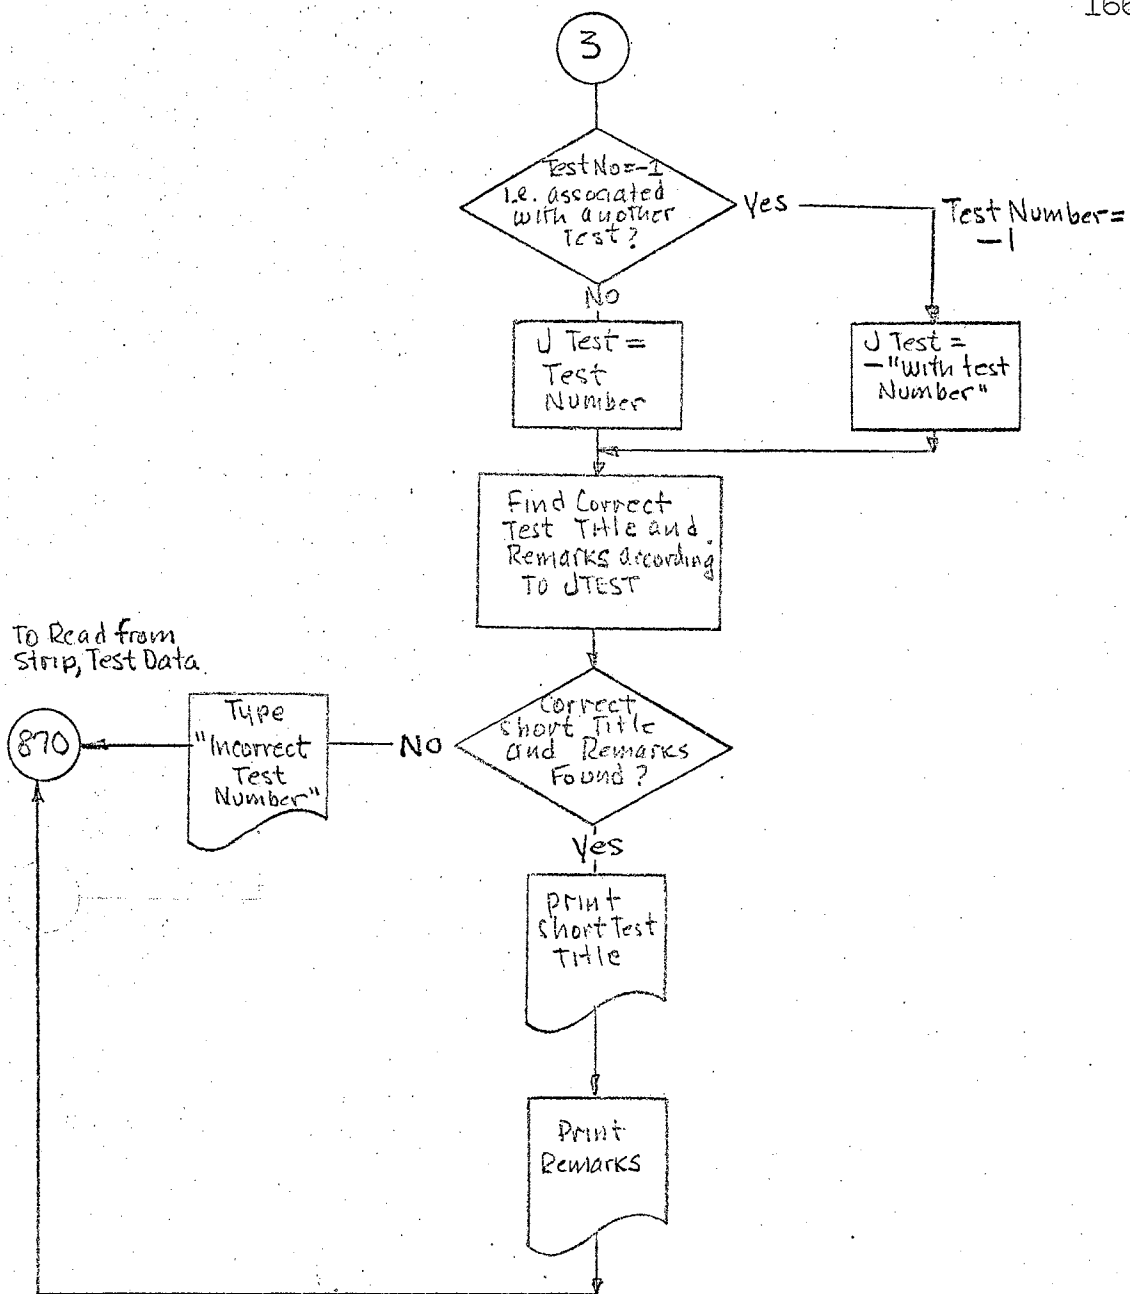 3
Test No=-1
I.e. associated
with another
Test?
Yes
Test Number=
-1
No
J Test =
Test
Number
J Test =
-"with test
Number"
Find Correct
Test Title and
Remarks according
TO JTEST
To Read from
Strip, Test Data.
870
Type
"Incorrect
Test
Number"
No
Correct
short Title
and Remarks
Found?
Yes
print
short Test
Title
Print
Remarks